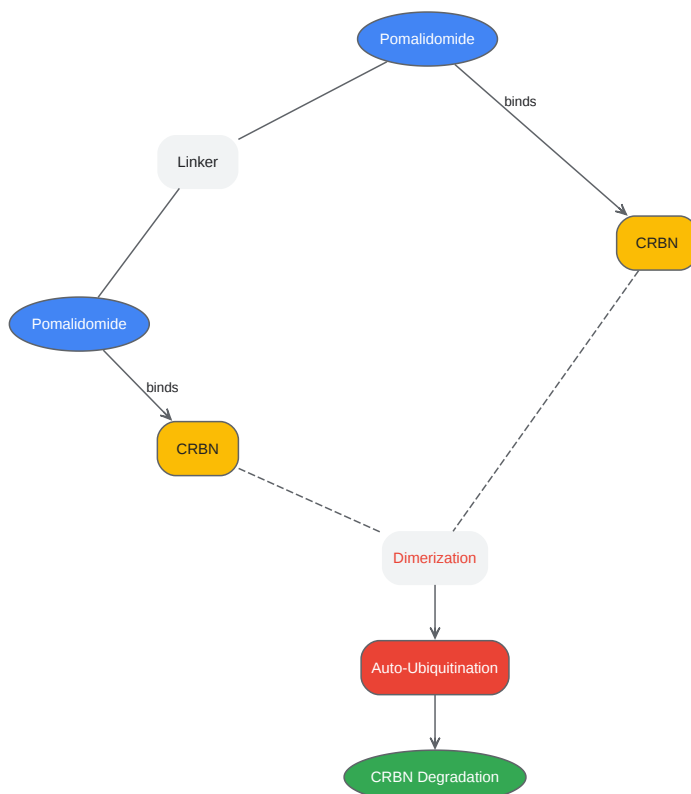 Pomalidomide
binds
Linker
CRBN
Pomalidomide
binds
CRBN
Dimerization
Auto-Ubiquitination
CRBN Degradation